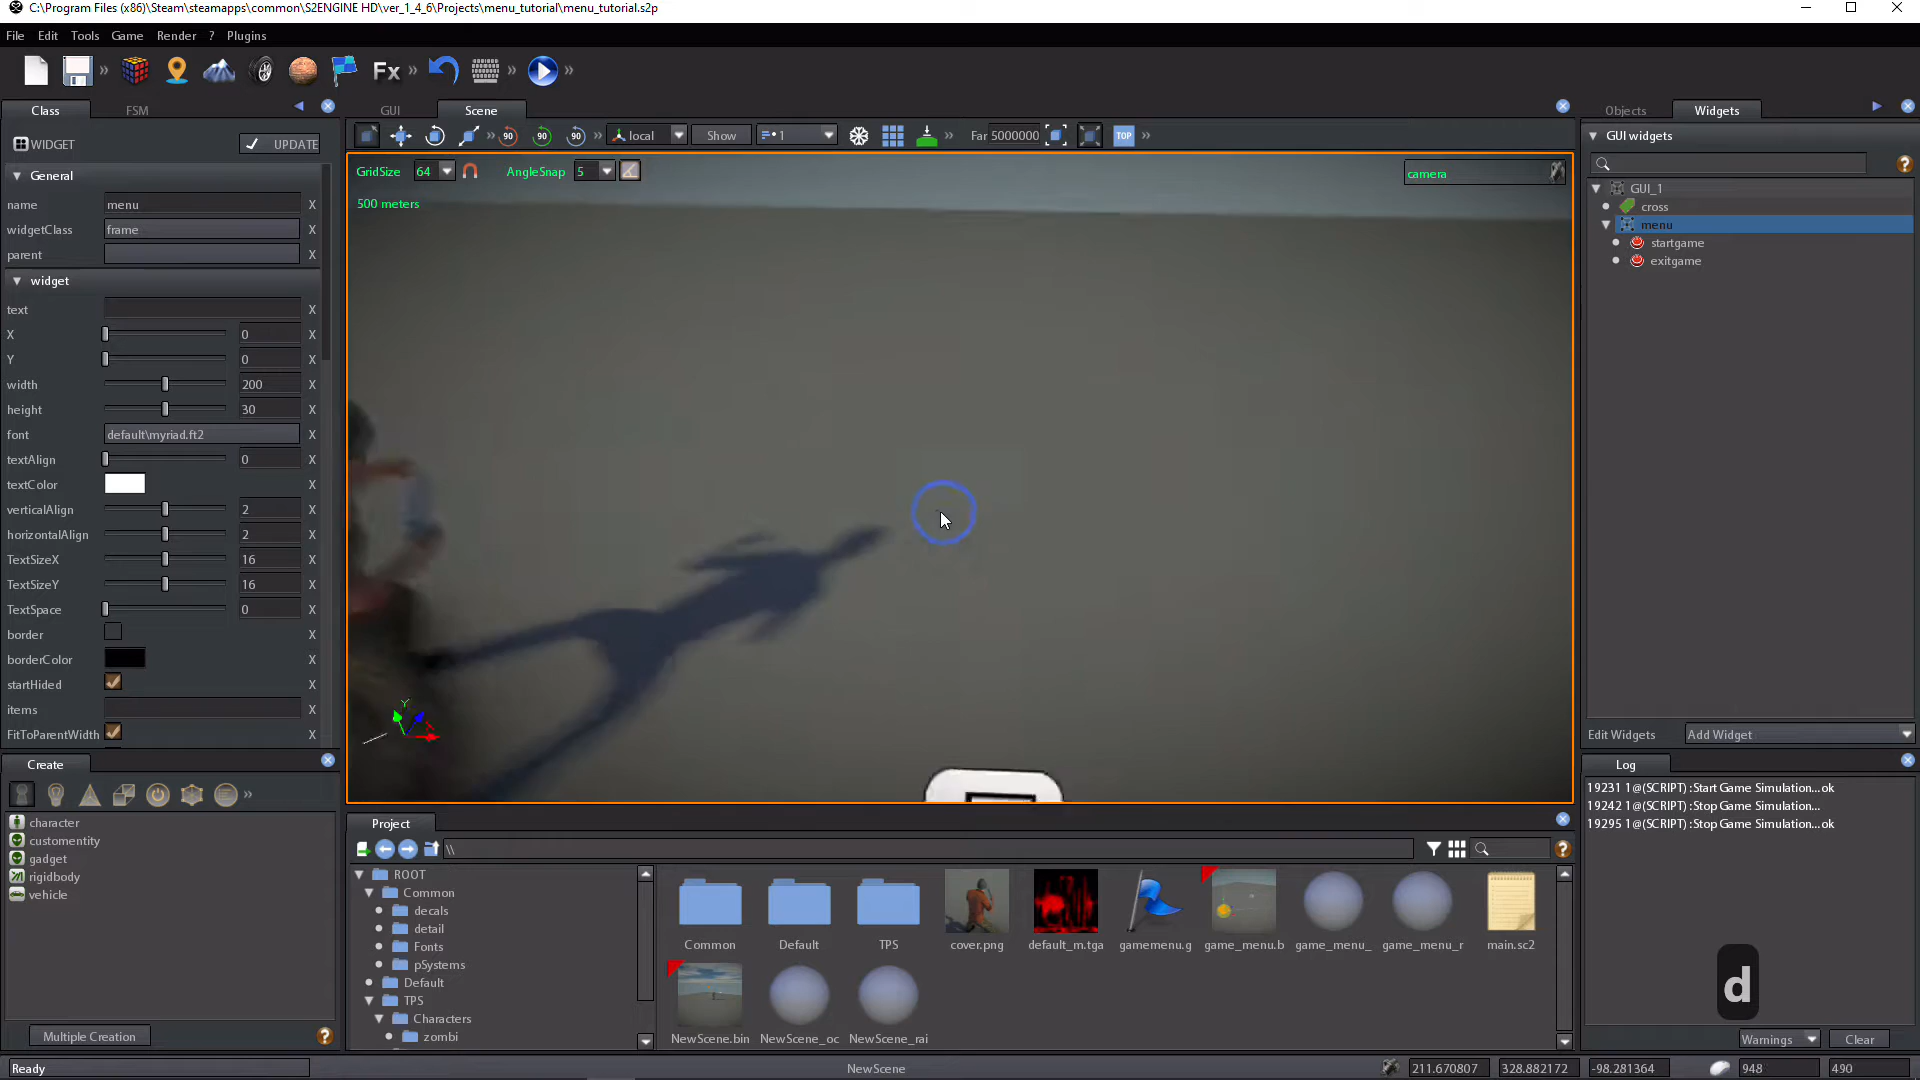 C:\Program Files (x86)\Steam\steamapps\common\S2ENGINE HD\ver_1_4_6\Projects\menu_tutorial\menu_tutorial.s2p
File Edit Tools Game Render ? Plugins
Fx
Class FSM
GUI Scene
Objects Widgets
WIDGET UPDATE
90 90 90 local Show 1 Far 5000000 TOP
GUI widgets
General
GridSize 64 AngleSnap 5
camera
500 meters
name menu X
widgetClass frame X
parent X
widget
text X
X 0 X
Y 0 X
width 200 X
height 30 X
font default\myriad.ft2 X
textAlign 0 X
textColor X
verticalAlign 2 X
horizontalAlign 2 X
TextSizeX 16 X
TextSizeY 16 X
TextSpace 0 X
border X
borderColor X
startHided X
items X
FitToParentWidth X
GUI_1
cross
menu
startgame
exitgame
Edit Widgets Add Widget
Create
character
customentity
gadget
rigidbody
vehicle
Multiple Creation
Project
\\
ROOT
Common
decals
detail
Fonts
pSystems
Default
TPS
Characters
zombi
Common Default TPS cover.png default_m.tga gamemenu.g game_menu.b game_menu_ game_menu_r main.sc2
NewScene.bin NewScene_oc NewScene_rai
Log
19231 1@(SCRIPT) :Start Game Simulation...ok
19242 1@(SCRIPT) :Stop Game Simulation...
19295 1@(SCRIPT) :Stop Game Simulation...ok
d
Warnings Clear
Ready NewScene 211.670807 328.882172 -98.281364 948 490